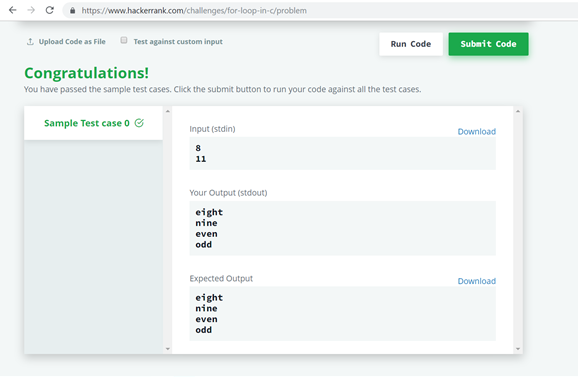 https://www.hackerrank.com/challenges/for-loop-in-c/problem
Upload Code as File
Test against custom input
Run Code
Submit Code
Congratulations!
You have passed the sample test cases. Click the submit button to run your code against all the test cases.
Sample Test case 0
Input (stdin)
Download
8
11
Your Output (stdout)
eight
nine
even
odd
Expected Output
Download
eight
nine
even
odd